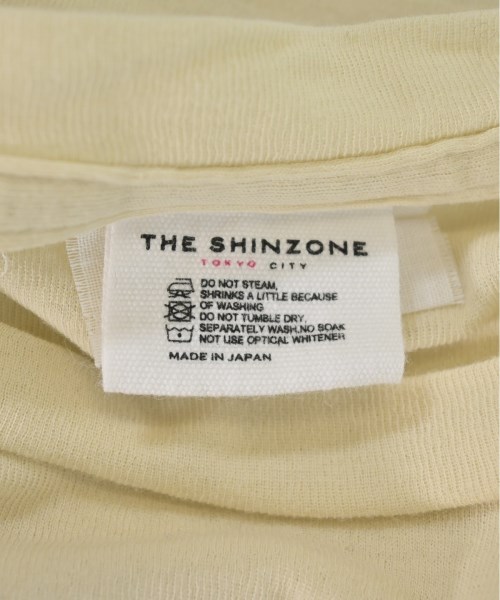 THE SHINZONE
TOKYO CITY
DO NOT STEAM,
SHRINKS A LITTLE BECAUSE
OF WASHING
DO NOT TUMBLE DRY.
SEPARATELY WASH.NO SOAK
NOT USE OPTICAL WHITENER
MADE IN JAPAN